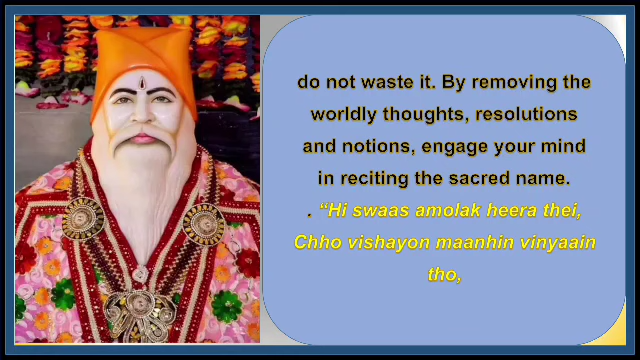 do not waste it. By removing the
worldly thoughts, resolutions
and notions, engage your mind
in reciting the sacred name.
. “Hi swaas amolak heera thei,
Chho vishayon maanhin vinyaain
tho,